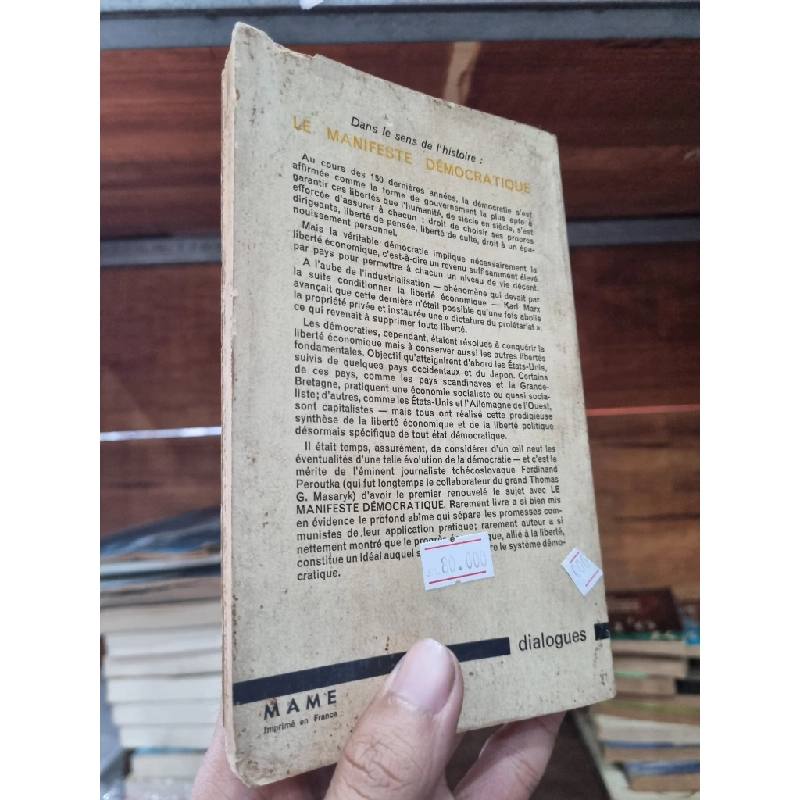 Dans le sens de l'histoire :
LE MANIFESTE DÉMOCRATIQUE
Au cours des 150 dernières années, la démocratie s'est
affirmée comme la forme de gouvernement la plus apte à
garantir ces libertés que l'humanité, de siècle en siècle, s'est
efforcée d'assurer à chacun : droit de choisir ses propres
dirigeants, liberté de pensée, liberté de culte, droit à un épa-
nouissement personnel.
Mais la véritable démocratie implique nécessairement la
liberté économique, c'est-à-dire un revenu suffisamment élevé
par pays pour permettre à chacun un niveau de vie décent.
A l'aube de l'industrialisation — phénomène qui devait par
la suite conditionner la liberté économique — Karl Marx
avançait que cette dernière n'était possible qu'une fois abolie
la propriété privée et instaurée une « dictature du prolétariat »,
ce qui revenait à supprimer toute liberté.
Les démocraties, cependant, étaient résolues à conquérir la
liberté économique mais à conserver aussi les autres libertés
fondamentales. Objectif qu'atteignirent d'abord les États-Unis,
suivis de quelques pays occidentaux et du Japon. Certains
de ces pays, comme les pays scandinaves et la Grande-
Bretagne, pratiquent une économie socialiste ou quasi socia-
liste; d'autres, comme les États-Unis et l'Allemagne de l'Ouest,
sont capitalistes — mais tous ont réalisé cette prodigieuse
synthèse de la liberté économique et de la liberté politique
désormais spécifique de tout état démocratique.
Il était temps, assurément, de considérer d'un œil neuf les
éventualités d'une telle évolution de la démocratie — et c'est le
mérite de l'éminent journaliste tchécoslovaque Ferdinand
Peroutka (qui fut longtemps le collaborateur du grand Thomas
G. Masaryk) d'avoir le premier renouvelé le sujet avec LE
MANIFESTE DÉMOCRATIQUE. Rarement livre a si bien mis
en évidence le profond abîme qui sépare les promesses com-
munistes de leur application pratique; rarement auteur a si
nettement montré que le progrès allié à la liberté,
constitue un idéal auquel le système démo-
cratique.
80.000
dialogues
MAME
Imprimé en France